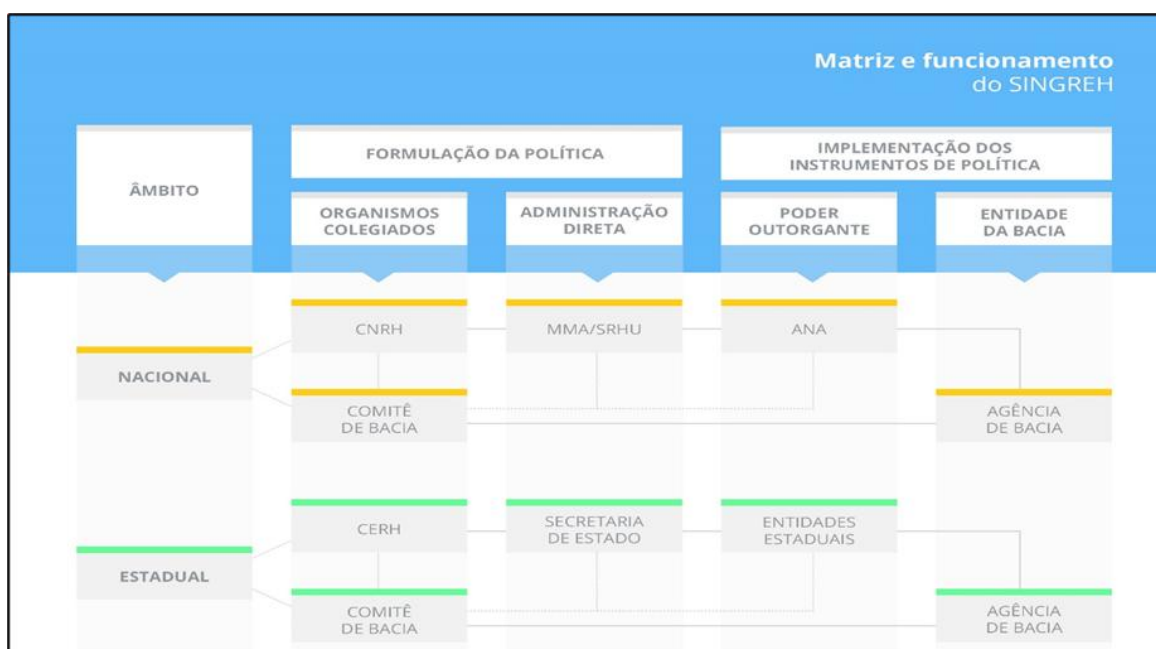 Matriz e funcionamento
do SINGREH
ÂMBITO
FORMULAÇÃO DA POLÍTICA
IMPLEMENTAÇÃO DOS
INSTRUMENTOS DE POLÍTICA
ORGANISMOS
COLEGIADOS
ADMINISTRAÇÃO
DIRETA
PODER
OUTORGANTE
ENTIDADE
DA BACIA
NACIONAL
CNRH
MMA/SRHU
ANA
COMITÊ
DE BACIA
AGÊNCIA
DE BACIA
ESTADUAL
CERH
SECRETARIA
DE ESTADO
ENTIDADES
ESTADUAIS
COMITÊ
DE BACIA
AGÊNCIA
DE BACIA